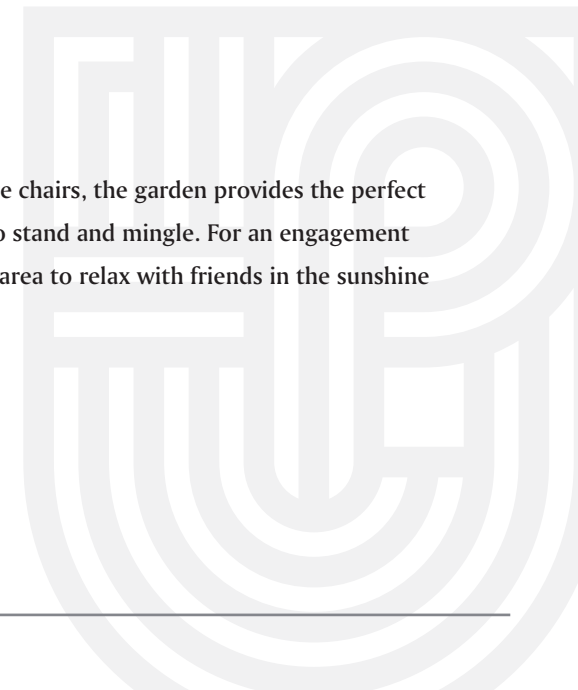 e chairs, the garden provides the perfect
o stand and mingle. For an engagement
area to relax with friends in the sunshine